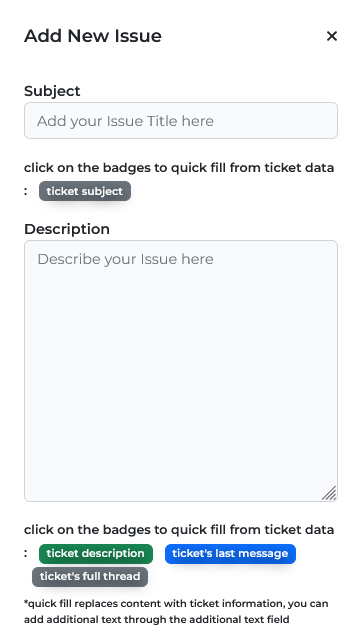 Add New Issue
Subject
Add your Issue Title here
click on the badges to quick fill from ticket data
: ticket subject
Description
Describe your Issue here
click on the badges to quick fill from ticket data
: ticket description ticket's last message
ticket's full thread
*quick fill replaces content with ticket information, you can
add additional text through the additional text field